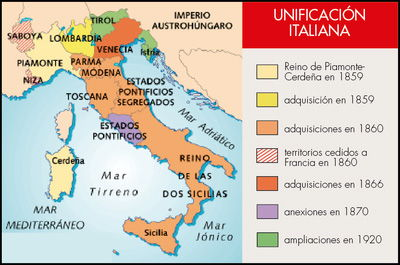 TIROL
IMPERIO
AUSTROHÚNGARO
SABOYA
LOMBARDIA
VENECIA
Istria
PIAMONTE
PARMA
MÓDENA
NIZA
TOSCANA
ESTADOS
PONTIFICIOS
SEGREGADOS
Mar Adriático
ESTADOS
PONTIFICIOS
Cerdeña
REINO
DE LAS
DOS SICILIAS
Mar
Tirreno
MAR
MEDITERRÁNEO
Mar
Jónico
Sicilia
UNIFICACIÓN
ITALIANA
Reino de Piamonte-
Cerdeña en 1859
adquisición en 1859
adquisiciones en 1860
territorios cedidos a
Francia en 1860
adquisiciones en 1866
anexiones en 1870
ampliaciones en 1920